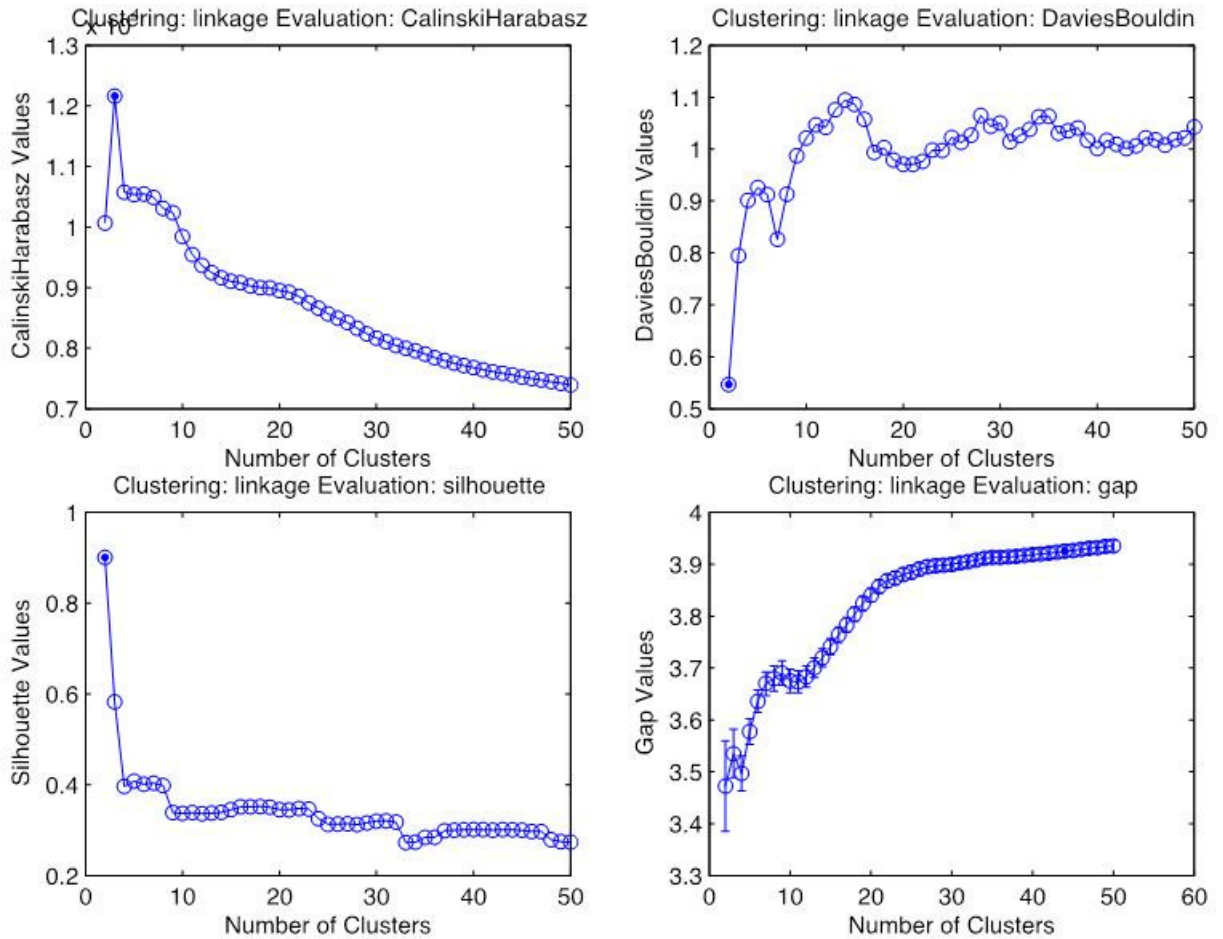 Clustering: linkage Evaluation: CalinskiHarabasz
1.3
1.2
1.1
1
0.9
0.8
0.7
CalinskiHarabasz Values
0 10 20 30 40 50
Number of Clusters
Clustering: linkage Evaluation: DaviesBouldin
1.2
1.1
1
0.9
0.8
0.7
0.6
0.5
DaviesBouldin Values
0 10 20 30 40 50
Number of Clusters
Clustering: linkage Evaluation: silhouette
1
0.8
0.6
0.4
0.2
Silhouette Values
0 10 20 30 40 50
Number of Clusters
Clustering: linkage Evaluation: gap
4
3.9
3.8
3.7
3.6
3.5
3.4
3.3
Gap Values
0 10 20 30 40 50 60
Number of Clusters